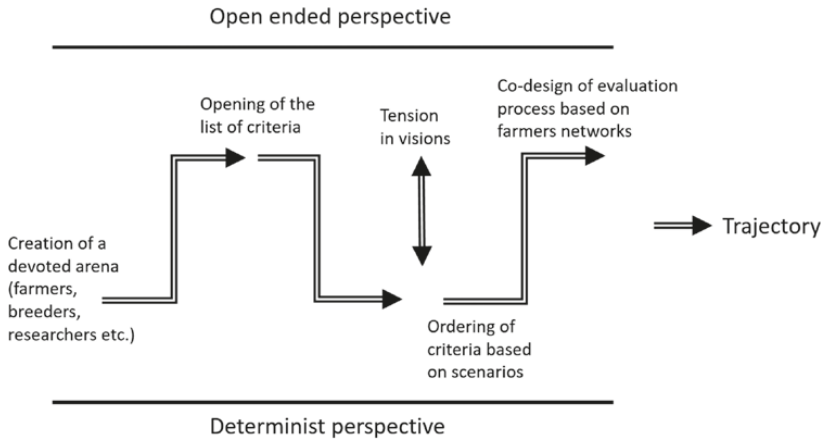 Open ended perspective
Opening of the
list of criteria
Tension
in visions
Co-design of evaluation
process based on
farmers networks
Trajectory
Creation of a
devoted arena
(farmers,
breeders,
researchers etc.)
Ordering of
criteria based
on scenarios
Determinist perspective